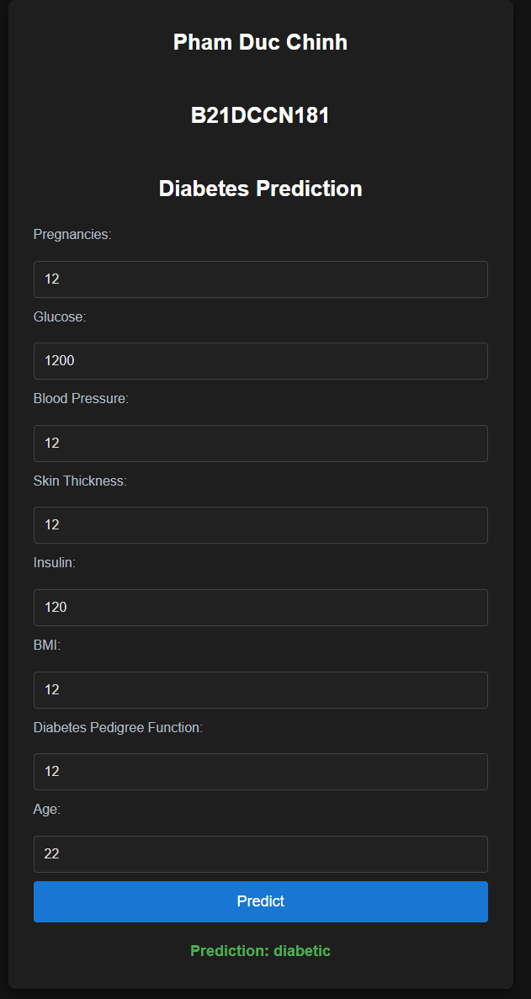 Pham Duc Chinh
B21DCCN181
Diabetes Prediction
Pregnancies:
12
Glucose:
1200
Blood Pressure:
12
Skin Thickness:
12
Insulin:
120
BMI:
12
Diabetes Pedigree Function:
12
Age:
22
Predict
Prediction: diabetic